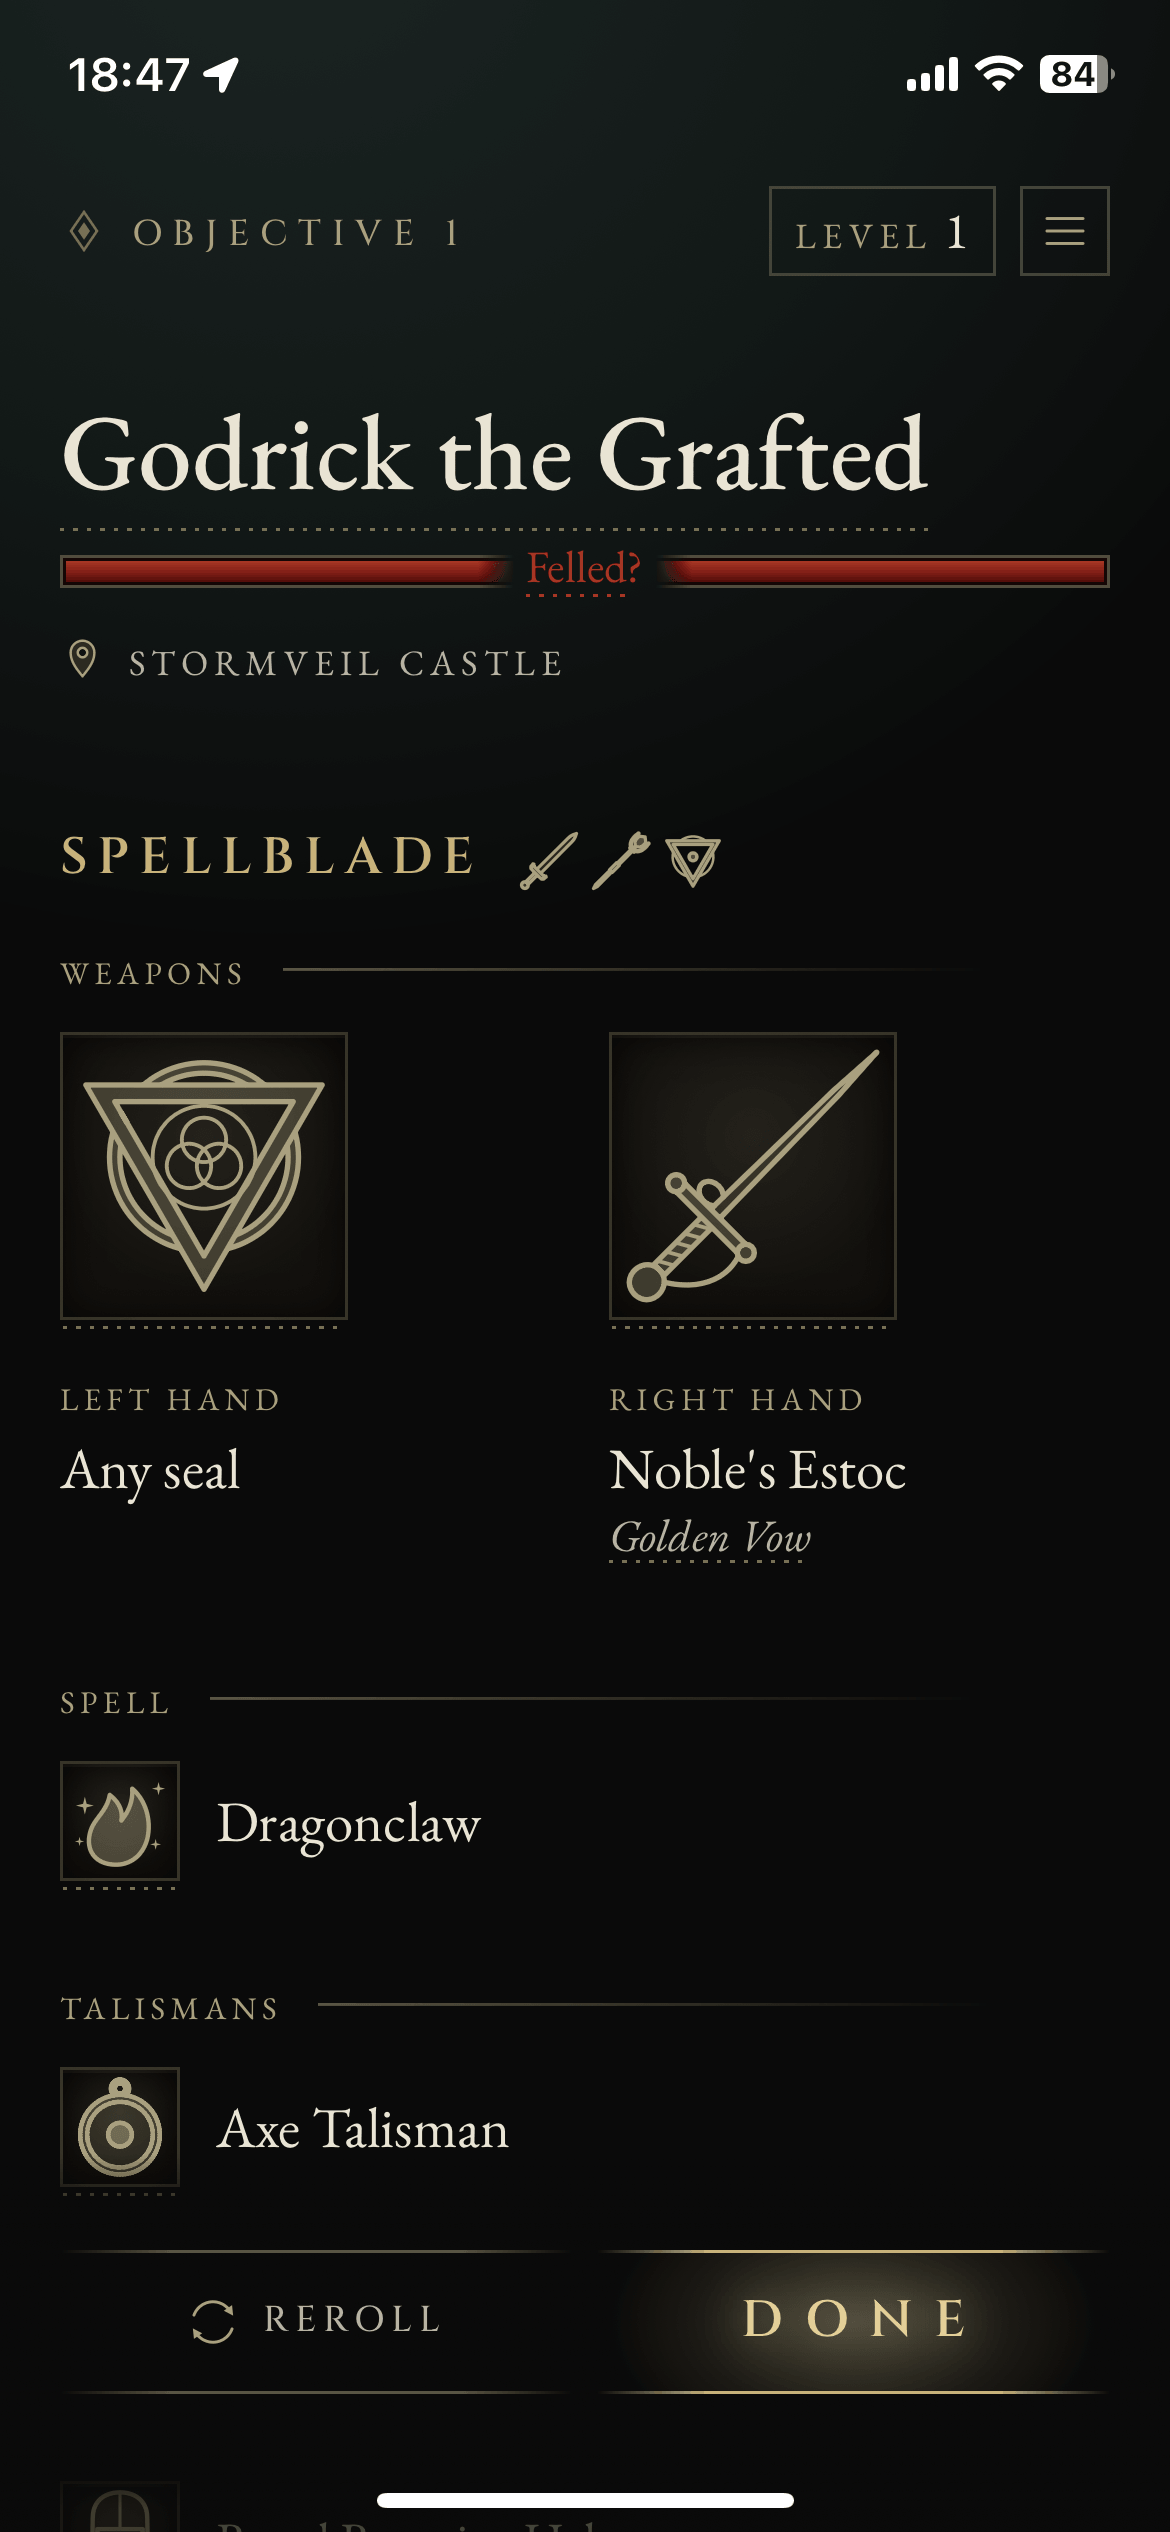 18:47
84
OBJECTIVE 1
LEVEL 1
Godrick the Grafted
Felled?
STORMVEIL CASTLE
SPELLBLADE
WEAPONS
LEFT HAND
Any seal
RIGHT HAND
Noble's Estoc
Golden Vow
SPELL
Dragonclaw
TALISMANS
Axe Talisman
REROLL
DONE